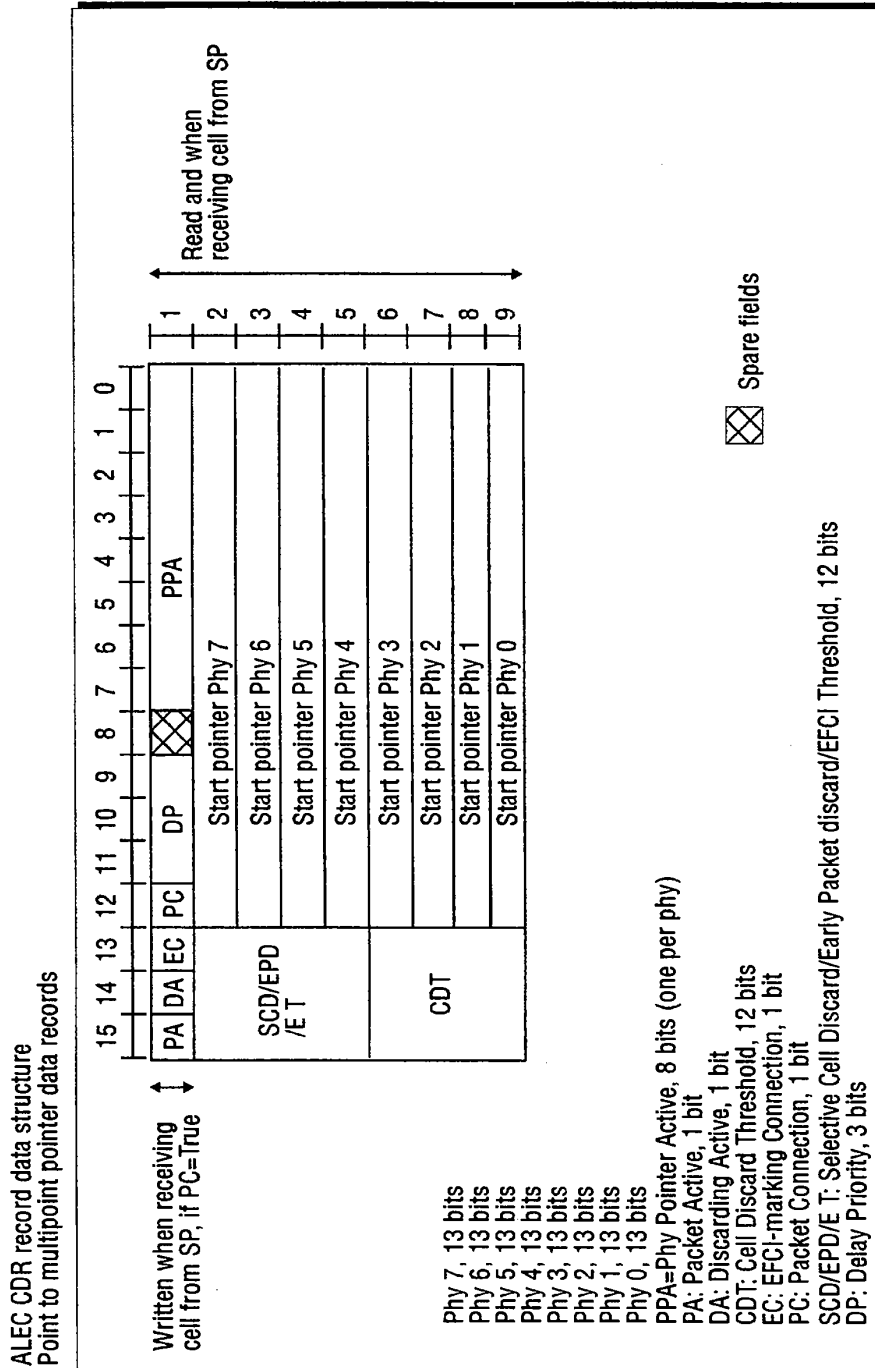 ALEC CDR record data structure
Point to multipoint pointer data records
Written when receiving
cell from SP, if PC=True
Read and when
receiving cell from SP
15 14 13 12 11 10 9 8 7 6 5 4 3 2 1 0
PA DA EC PC DP PPA 1
SCD/EPD
/E T
Start pointer Phy 7 2
Start pointer Phy 6 3
Start pointer Phy 5 4
Start pointer Phy 4 5
CDT
Start pointer Phy 3 6
Start pointer Phy 2 7
Start pointer Phy 1 8
Start pointer Phy 0 9
Phy 7, 13 bits
Phy 6, 13 bits
Phy 5, 13 bits
Phy 4, 13 bits
Phy 3, 13 bits
Phy 2, 13 bits
Phy 1, 13 bits
Phy 0, 13 bits
PPA=Phy Pointer Active, 8 bits (one per phy)
PA: Packet Active, 1 bit
DA: Discarding Active, 1 bit
CDT: Cell Discard Threshold, 12 bits
EC: EFCI-marking Connection, 1 bit
PC: Packet Connection, 1 bit
SCD/EPD/E T: Selective Cell Discard/Early Packet discard/EFCI Threshold, 12 bits
DP: Delay Priority, 3 bits
Spare fields